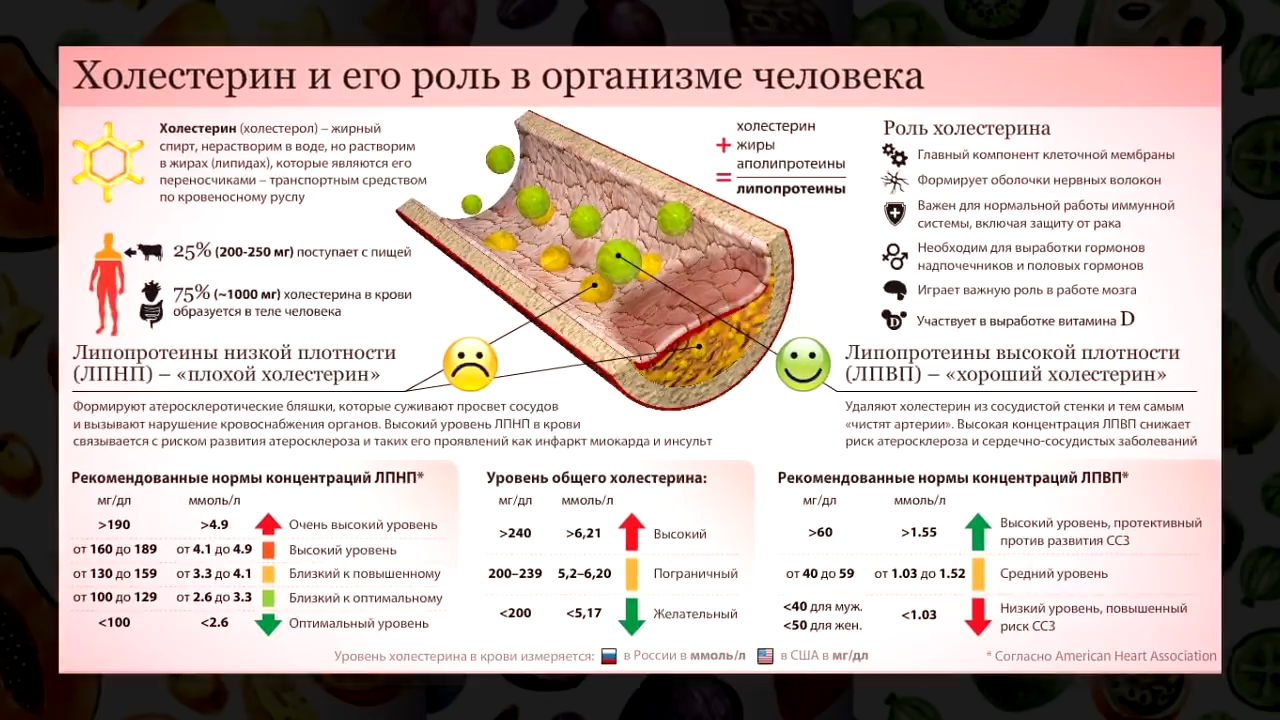 Холестерин и его роль в организме человека
Холестерин (холестерол) – жирный
спирт, нерастворим в воде, но растворим
в жирах (липидах), которые являются его
переносчиками – транспортным средством
по кровеносному руслу
25% (200-250 мг) поступает с пищей
75% (~1000 мг) холестерина в крови
образуется в теле человека
холестерин
+ жиры
аполипротеины
= липопротеины
Роль холестерина
Главный компонент клеточной мембраны
Формирует оболочки нервных волокон
Важен для нормальной работы иммунной
системы, включая защиту от рака
Необходим для выработки гормонов
надпочечников и половых гормонов
Играет важную роль в работе мозга
D
Участвует в выработке витамина D
Липопротеины низкой плотности
(ЛПНП) – «плохой холестерин»
Формируют атеросклеротические бляшки, которые суживают просвет сосудов
и вызывают нарушение кровоснабжения органов. Высокий уровень ЛПНП в крови
связывается с риском развития атеросклероза и таких его проявлений как инфаркт миокарда и инсульт
Липопротеины высокой плотности
(ЛПВП) – «хороший холестерин»
Удаляют холестерин из сосудистой стенки и тем самым
«чистят артерии». Высокая концентрация ЛПВП снижает
риск атеросклероза и сердечно-сосудистых заболеваний
Рекомендованные нормы концентраций ЛПНП*
мг/дл ммоль/л
>190 >4.9 Очень высокий уровень
от 160 до 189 от 4.1 до 4.9 Высокий уровень
от 130 до 159 от 3.3 до 4.1 Близкий к повышенному
от 100 до 129 от 2.6 до 3.3 Близкий к оптимальному
<100 <2.6 Оптимальный уровень
Уровень общего холестерина:
мг/дл ммоль/л
>240 >6,21 Высокий
200–239 5,2–6,20 Пограничный
<200 <5,17 Желательный
Рекомендованные нормы концентраций ЛПВП*
мг/дл ммоль/л
>60 >1.55 Высокий уровень, протективный
против развития ССЗ
от 40 до 59 от 1.03 до 1.52 Средний уровень
<40 для муж.
<50 для жен. <1.03 Низкий уровень, повышенный
риск ССЗ
Уровень холестерина в крови измеряется: в России в ммоль/л в США в мг/дл
* Согласно American Heart Association